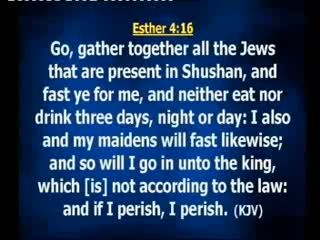 Esther 4:16
Go, gather together all the Jews
that are present in Shushan, and
fast ye for me, and neither eat nor
drink three days, night or day: I also
and my maidens will fast likewise;
and so will I go in unto the king,
which [is] not according to the law:
and if I perish, I perish. (KJV)